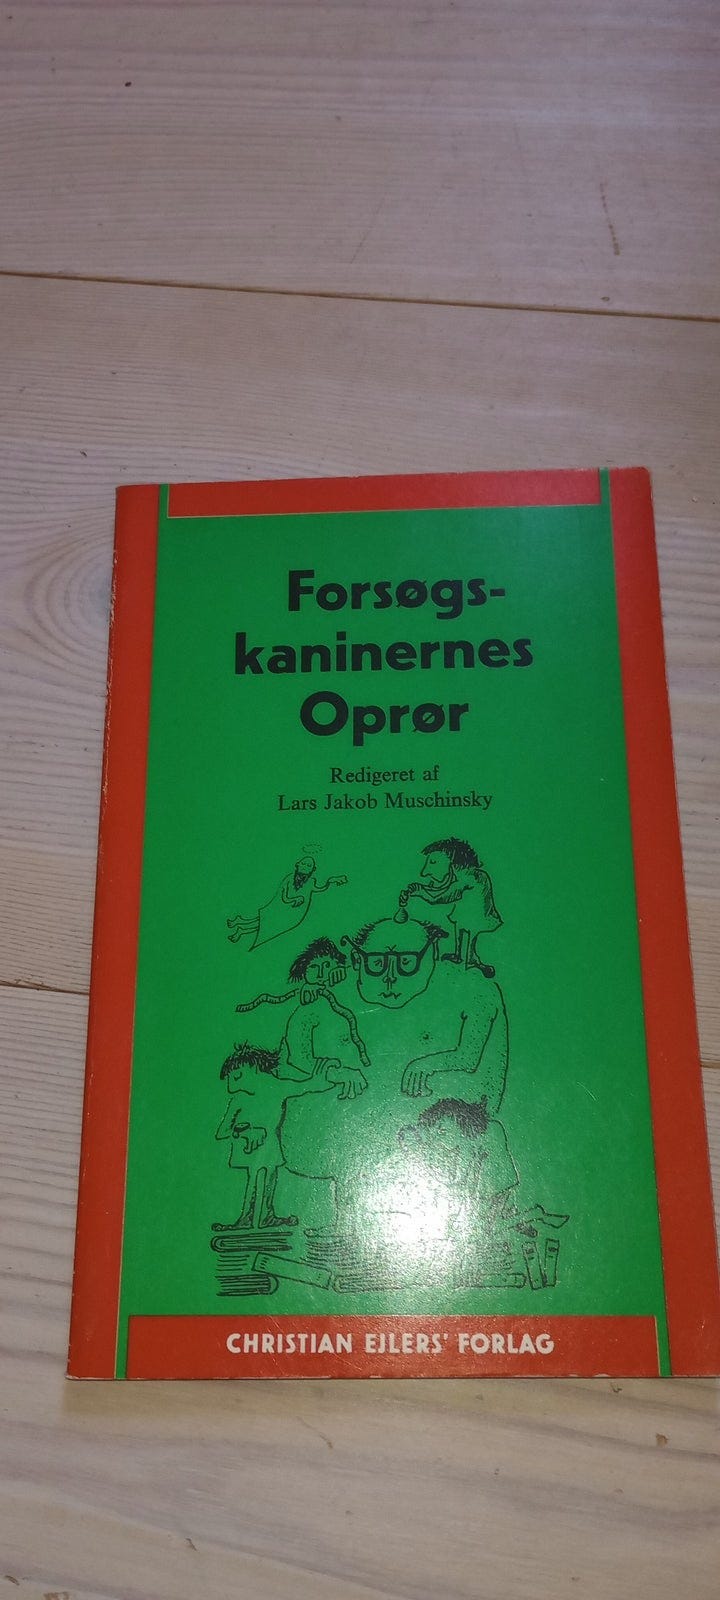 Forsøgs-
kaninernes
Oprør
Redigeret af
Lars Jakob Muschinsky
CHRISTIAN EJLERS' FORLAG